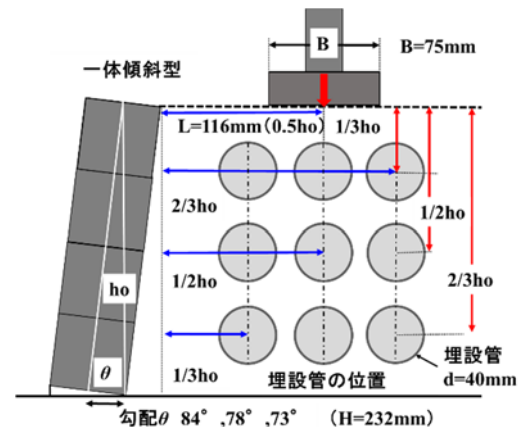 B
B=75mm
一体傾斜型
L=116mm(0.5ho)
1/3ho
2/3ho
1/2ho
1/2ho
2/3ho
ho
1/3ho
θ
埋設管の位置
埋設管
d=40mm
勾配θ 84°,78°,73° (H=232mm)